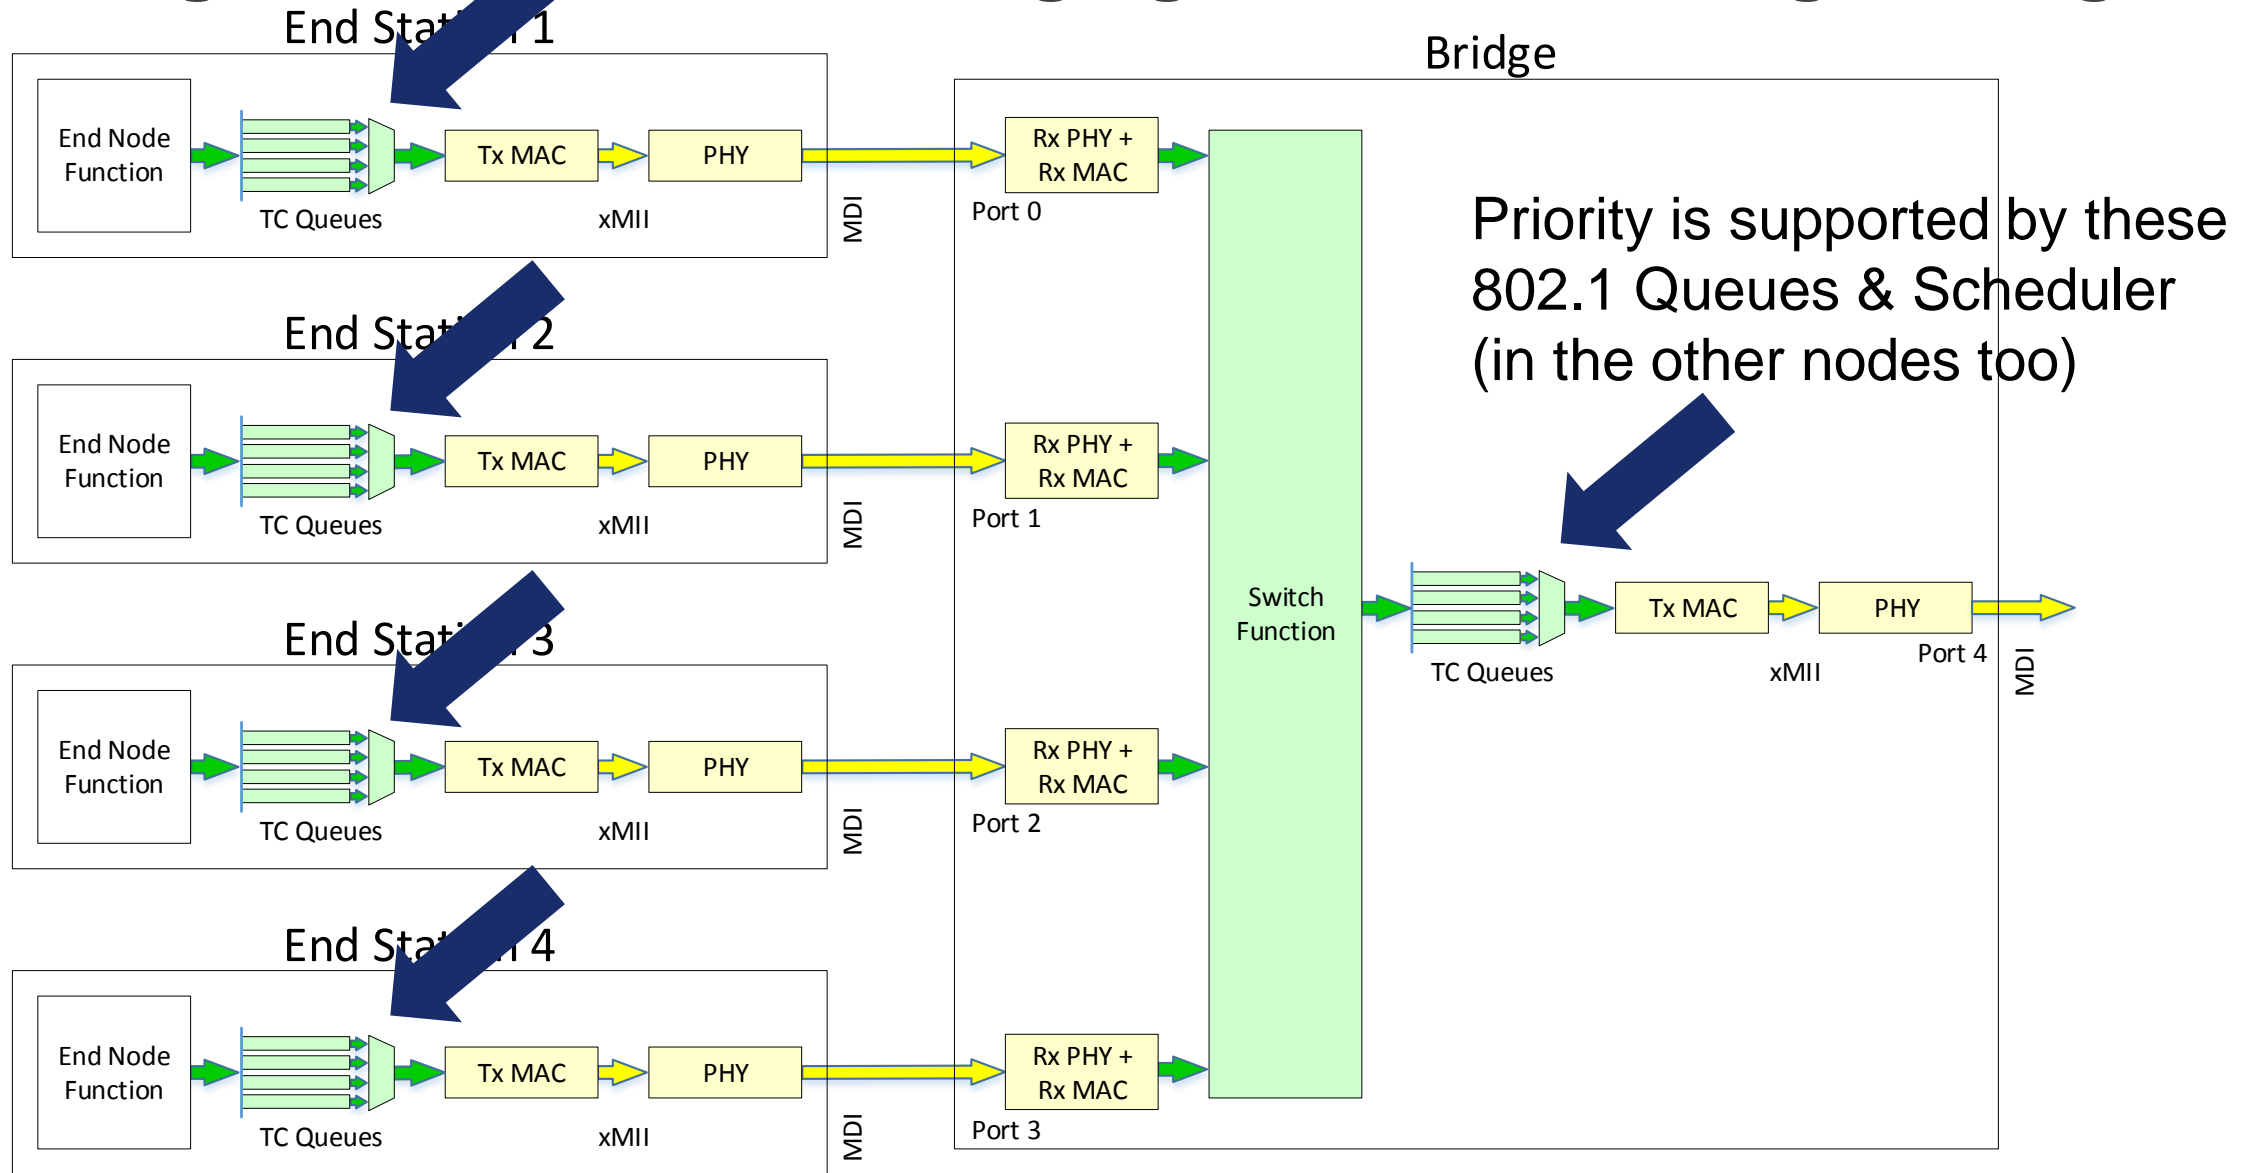 End Station 1
End Node
Function
TC Queues
Tx MAC
xMII
PHY
MDI
End Station 2
End Node
Function
TC Queues
Tx MAC
xMII
PHY
MDI
End Station 3
End Node
Function
TC Queues
Tx MAC
xMII
PHY
MDI
End Station 4
End Node
Function
TC Queues
Tx MAC
xMII
PHY
MDI
Bridge
Rx PHY +
Rx MAC
Port 0
Rx PHY +
Rx MAC
Port 1
Rx PHY +
Rx MAC
Port 2
Rx PHY +
Rx MAC
Port 3
Switch
Function
Priority is supported by these
802.1 Queues & Scheduler
(in the other nodes too)
TC Queues
Tx MAC
xMII
PHY
Port 4
MDI